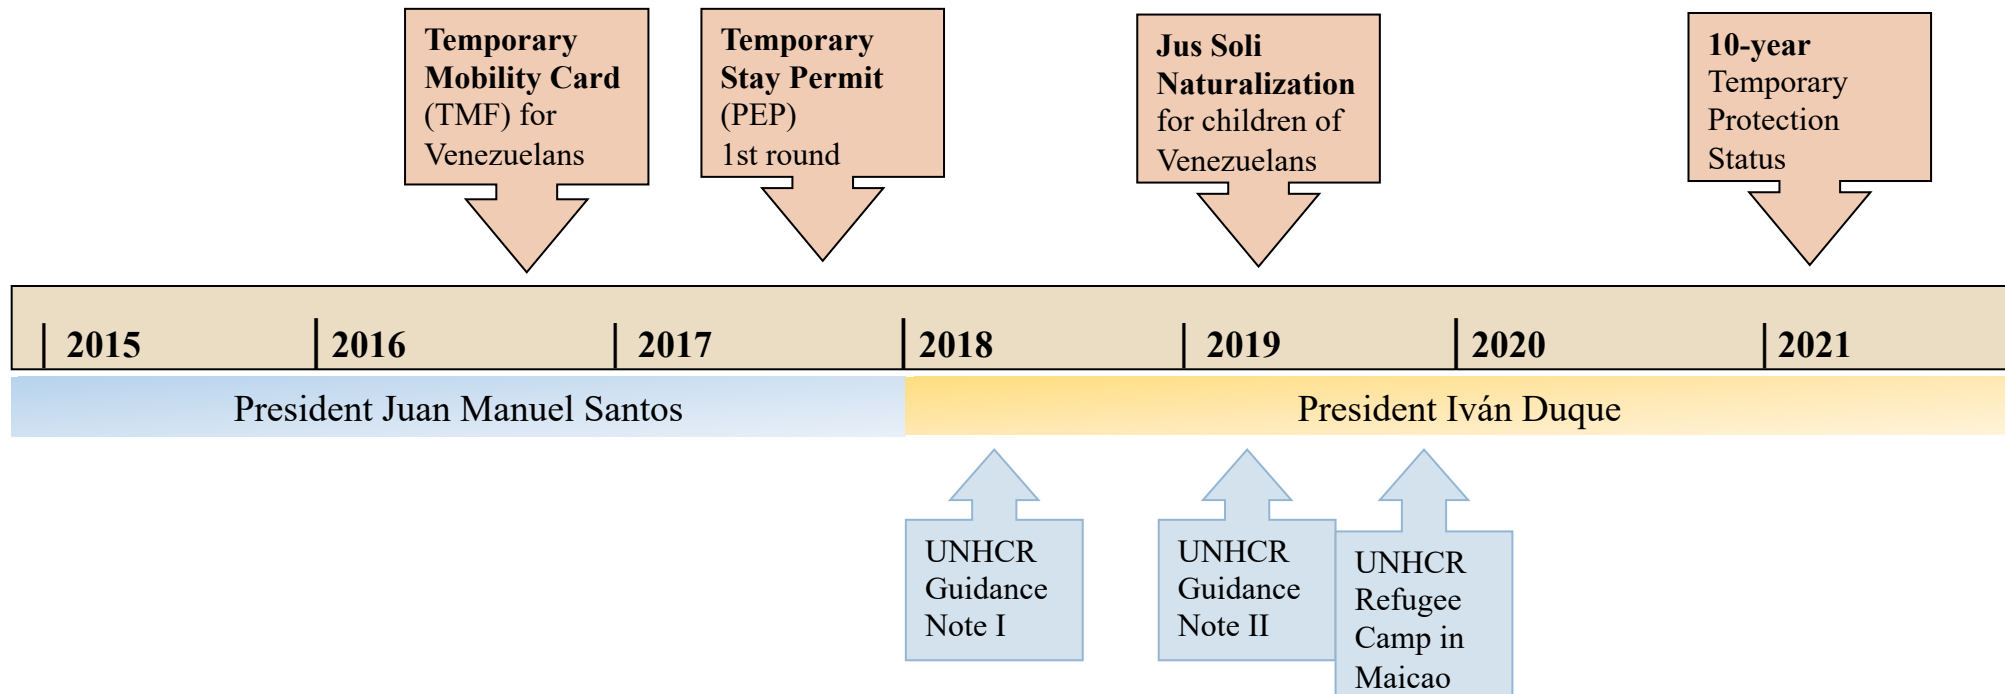 Temporary
Mobility Card
(TMF) for
Venezuelans
Temporary
Stay Permit
(PEP)
1st round
Jus Soli
Naturalization
for children of
Venezuelans
10-year
Temporary
Protection
Status
2015
2016
2017
2018
2019
2020
2021
President Juan Manuel Santos
President Iván Duque
UNHCR
Guidance
Note I
UNHCR
Guidance
Note II
UNHCR
Refugee
Camp in
Maicao